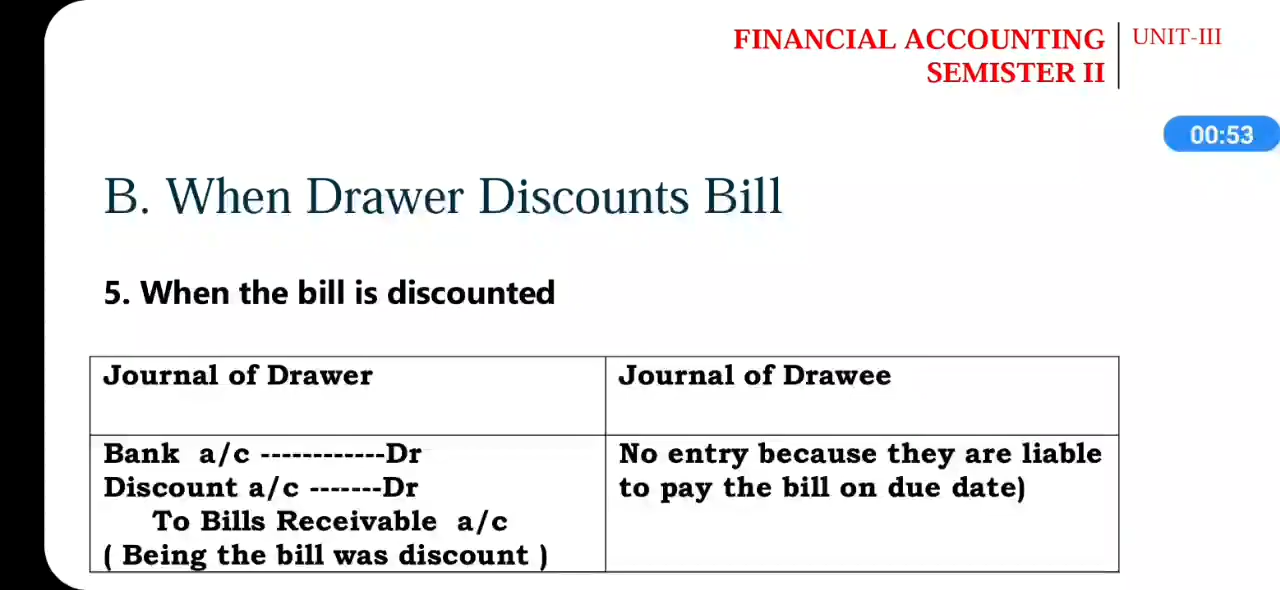 FINANCIAL ACCOUNTING
SEMISTER II
UNIT-III
00:53
B. When Drawer Discounts Bill
5. When the bill is discounted
Journal of Drawer
Journal of Drawee
Bank a/c ------------Dr
Discount a/c -------Dr
To Bills Receivable a/c
( Being the bill was discount )
No entry because they are liable
to pay the bill on due date)